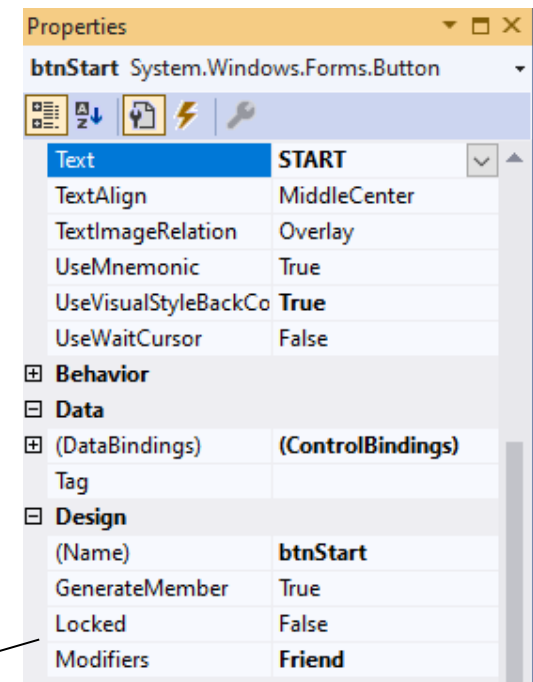 Properties
btnStart System.Windows.Forms.Button
Text START
TextAlign MiddleCenter
TextImageRelation Overlay
UseMnemonic True
UseVisualStyleBackCo True
UseWaitCursor False
Behavior
Data
(DataBindings) (ControlBindings)
Tag
Design
(Name) btnStart
GenerateMember True
Locked False
Modifiers Friend